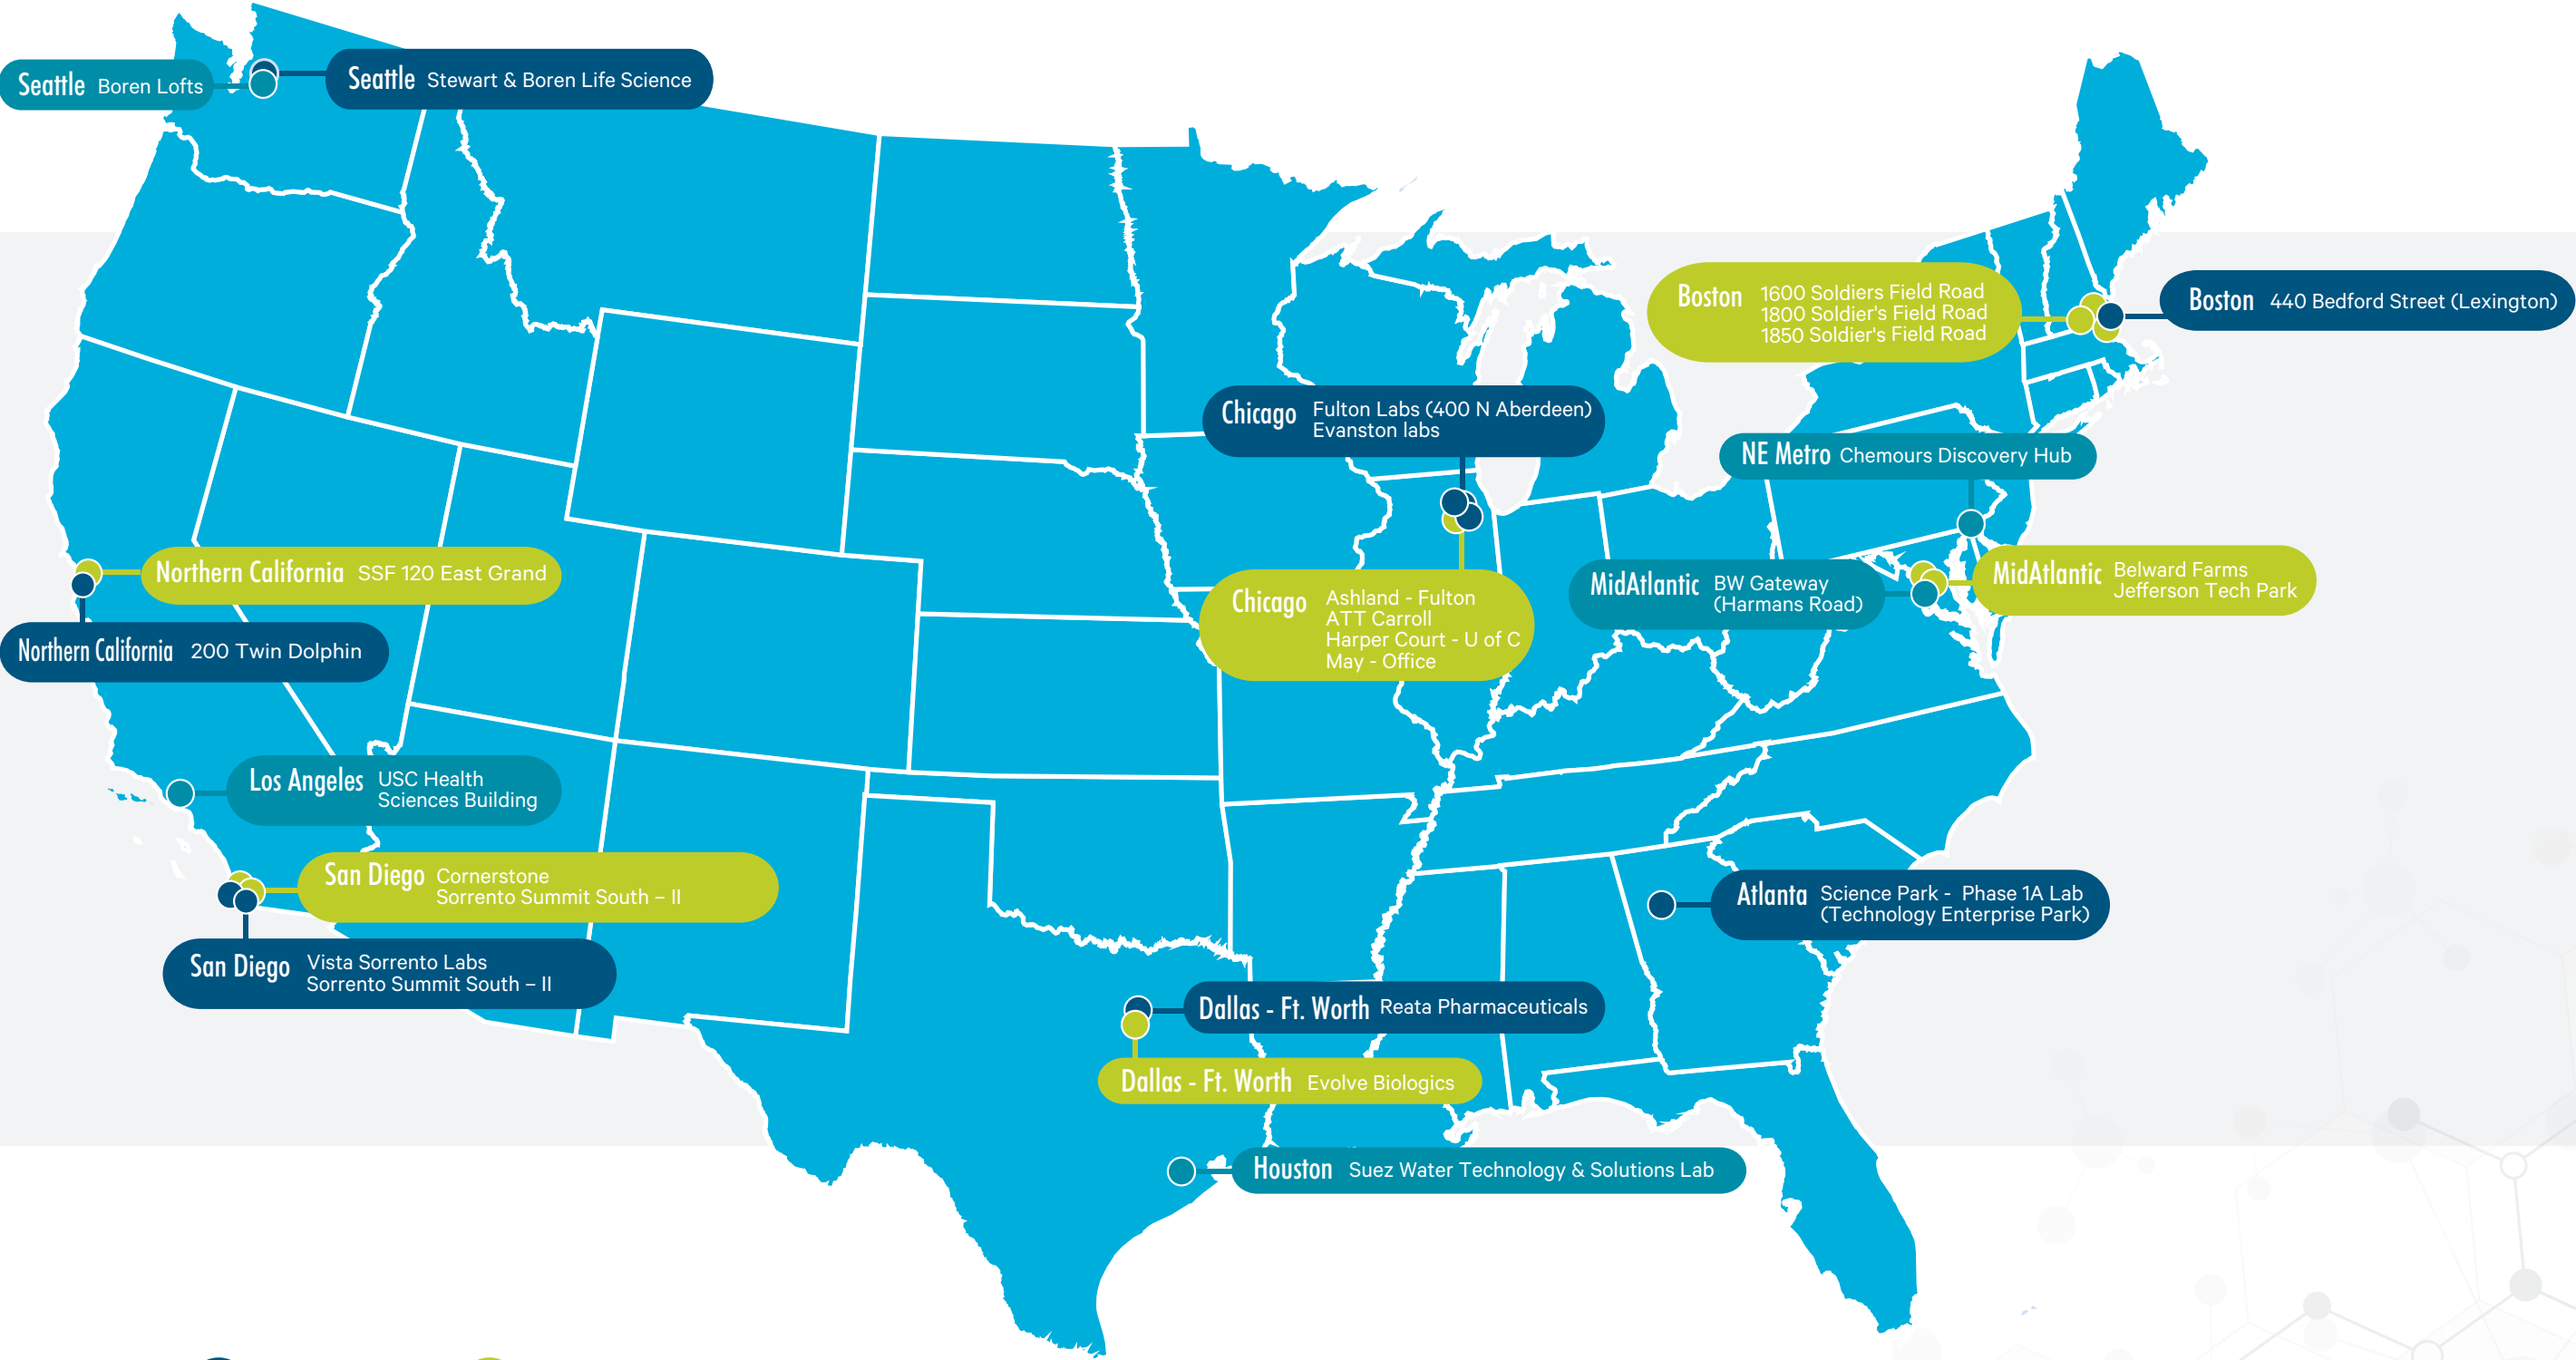 Seattle Boren Lofts
Seattle Stewart & Boren Life Science
Boston 1600 Soldiers Field Road
1800 Soldier's Field Road
1850 Soldier's Field Road
Boston 440 Bedford Street (Lexington)
Chicago Fulton Labs (400 N Aberdeen)
Evanston labs
NE Metro Chemours Discovery Hub
Northern California SSF 120 East Grand
MidAtlantic BW Gateway
(Harmans Road)
MidAtlantic Belward Farms
Jefferson Tech Park
Chicago Ashland - Fulton
ATT Carroll
Harper Court - U of C
May - Office
Northern California 200 Twin Dolphin
Los Angeles USC Health
Sciences Building
San Diego Cornerstone
Sorrento Summit South – II
Atlanta Science Park - Phase 1A Lab
(Technology Enterprise Park)
San Diego Vista Sorrento Labs
Sorrento Summit South – II
Dallas - Ft. Worth Reata Pharmaceuticals
Dallas - Ft. Worth Evolve Biologics
Houston Suez Water Technology & Solutions Lab